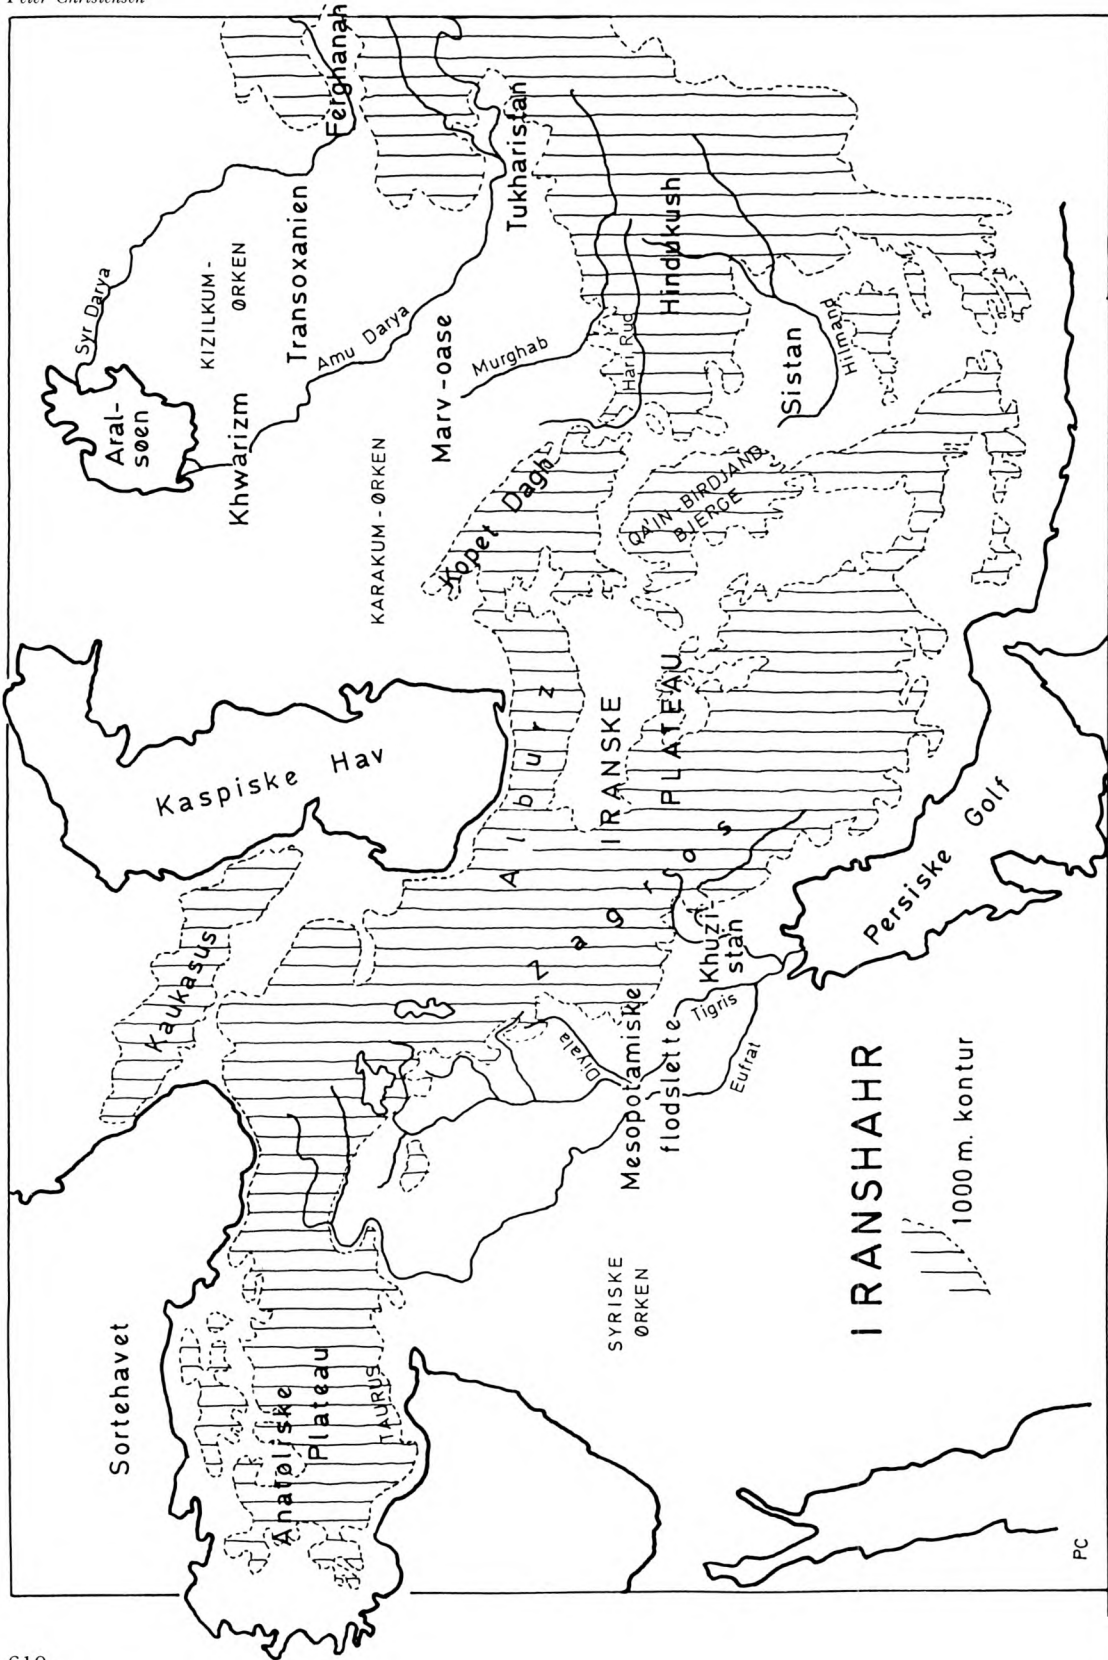 Peter Christensen
Sortehavet
Anatoliske
Plateau
TAURUS
Kaukasus
Kaspiske Hav
Aral-
søen
Syr Darya
KIZILKUM-
ØRKEN
Khwarizm
Transoxanien
Ferghanah
Amu Darya
KARAKUM-ØRKEN
Marv-oase
Murghab
Tukharistan
Kopet Dagh
Hari Rud
Hindukush
Alburz
IRANSKE
PLATEAU
QA'IN-BIRDJAND
BJERGE
Sistan
Hilmand
Zagros
Khuzi-
stan
Diyala
Mesopotamiske
flodslette
Tigris
Eufrat
SYRISKE
ØRKEN
Persiske Golf
IRANSHAHR
1000 m. kontur
PC